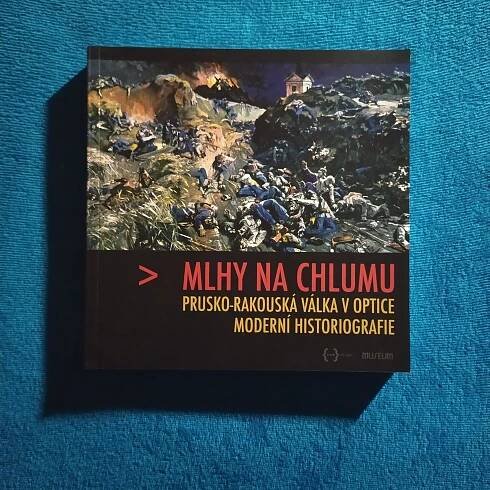 > MLHY NA CHLUMU
PRUSKO-RAKOUSKÁ VÁLKA V OPTICE
MODERNÍ HISTORIOGRAFIE
MUSEUM